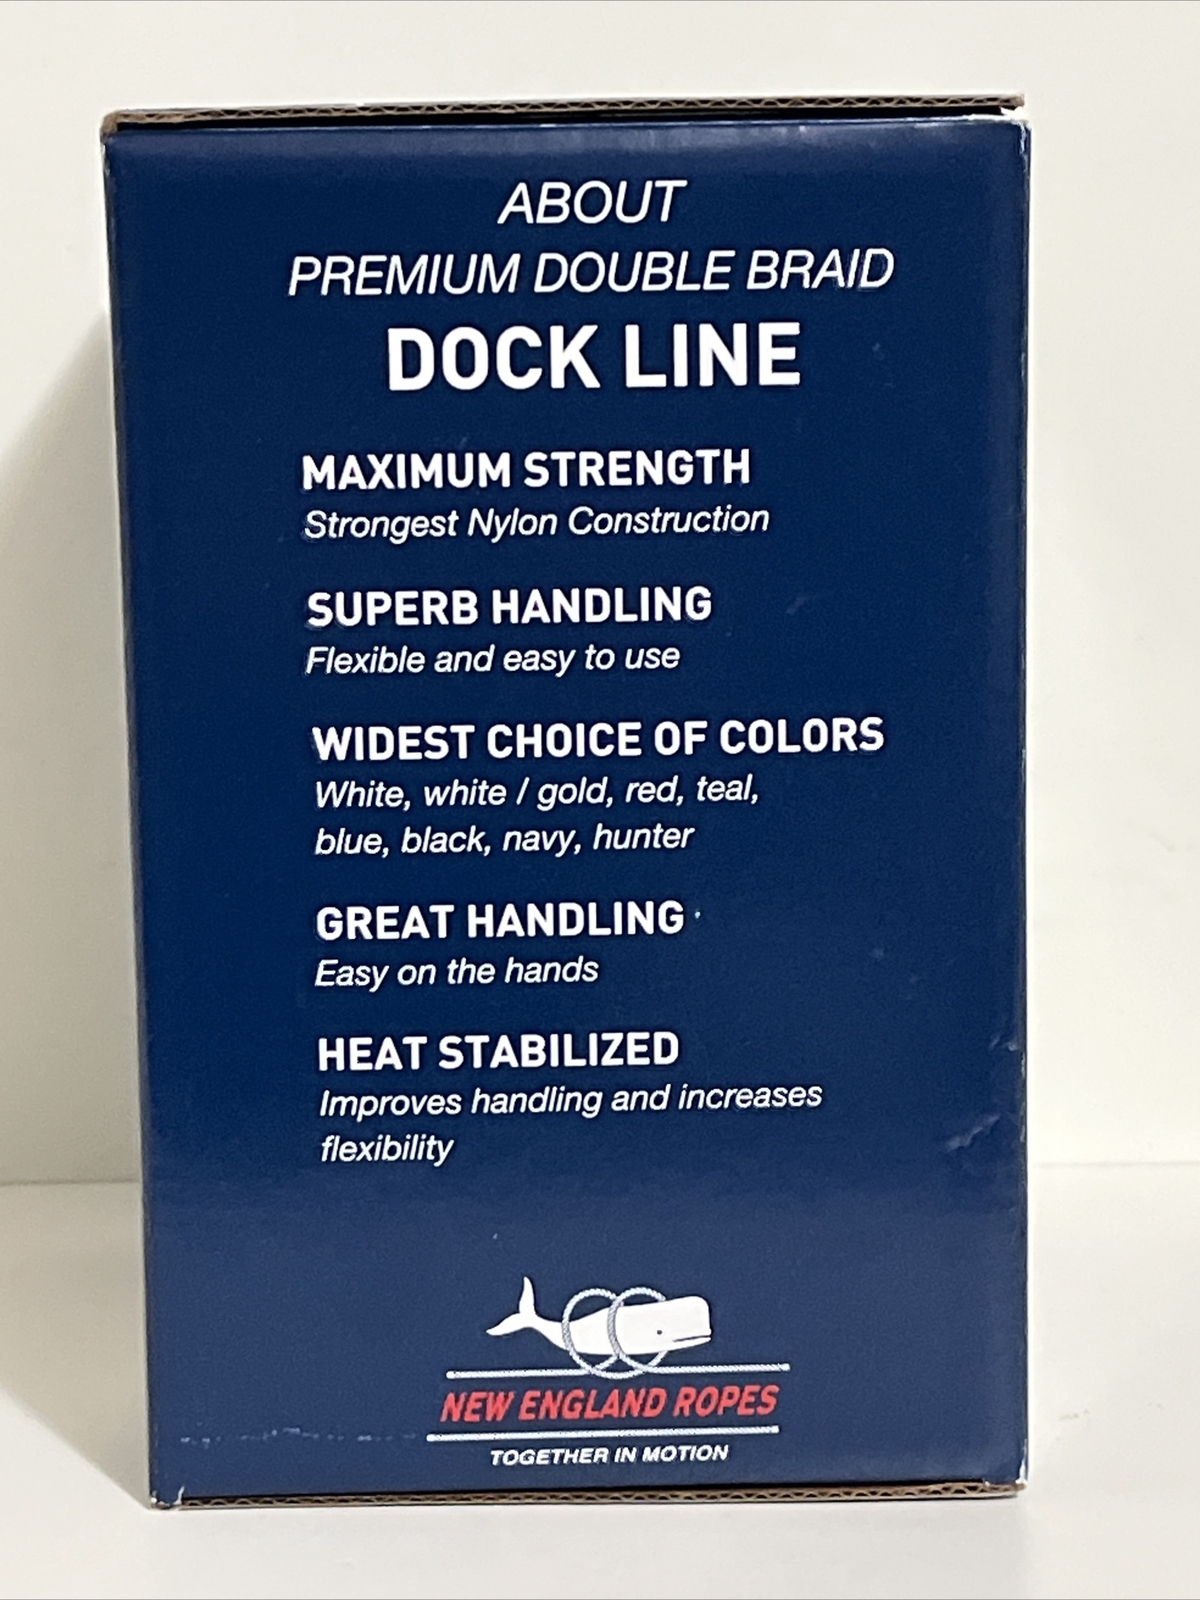 ABOUT
PREMIUM DOUBLE BRAID
DOCK LINE
MAXIMUM STRENGTH
Strongest Nylon Construction
SUPERB HANDLING
Flexible and easy to use
WIDEST CHOICE OF COLORS
White, white / gold, red, teal,
blue, black, navy, hunter
GREAT HANDLING
Easy on the hands
HEAT STABILIZED
Improves handling and increases
flexibility
NEW ENGLAND ROPES
TOGETHER IN MOTION